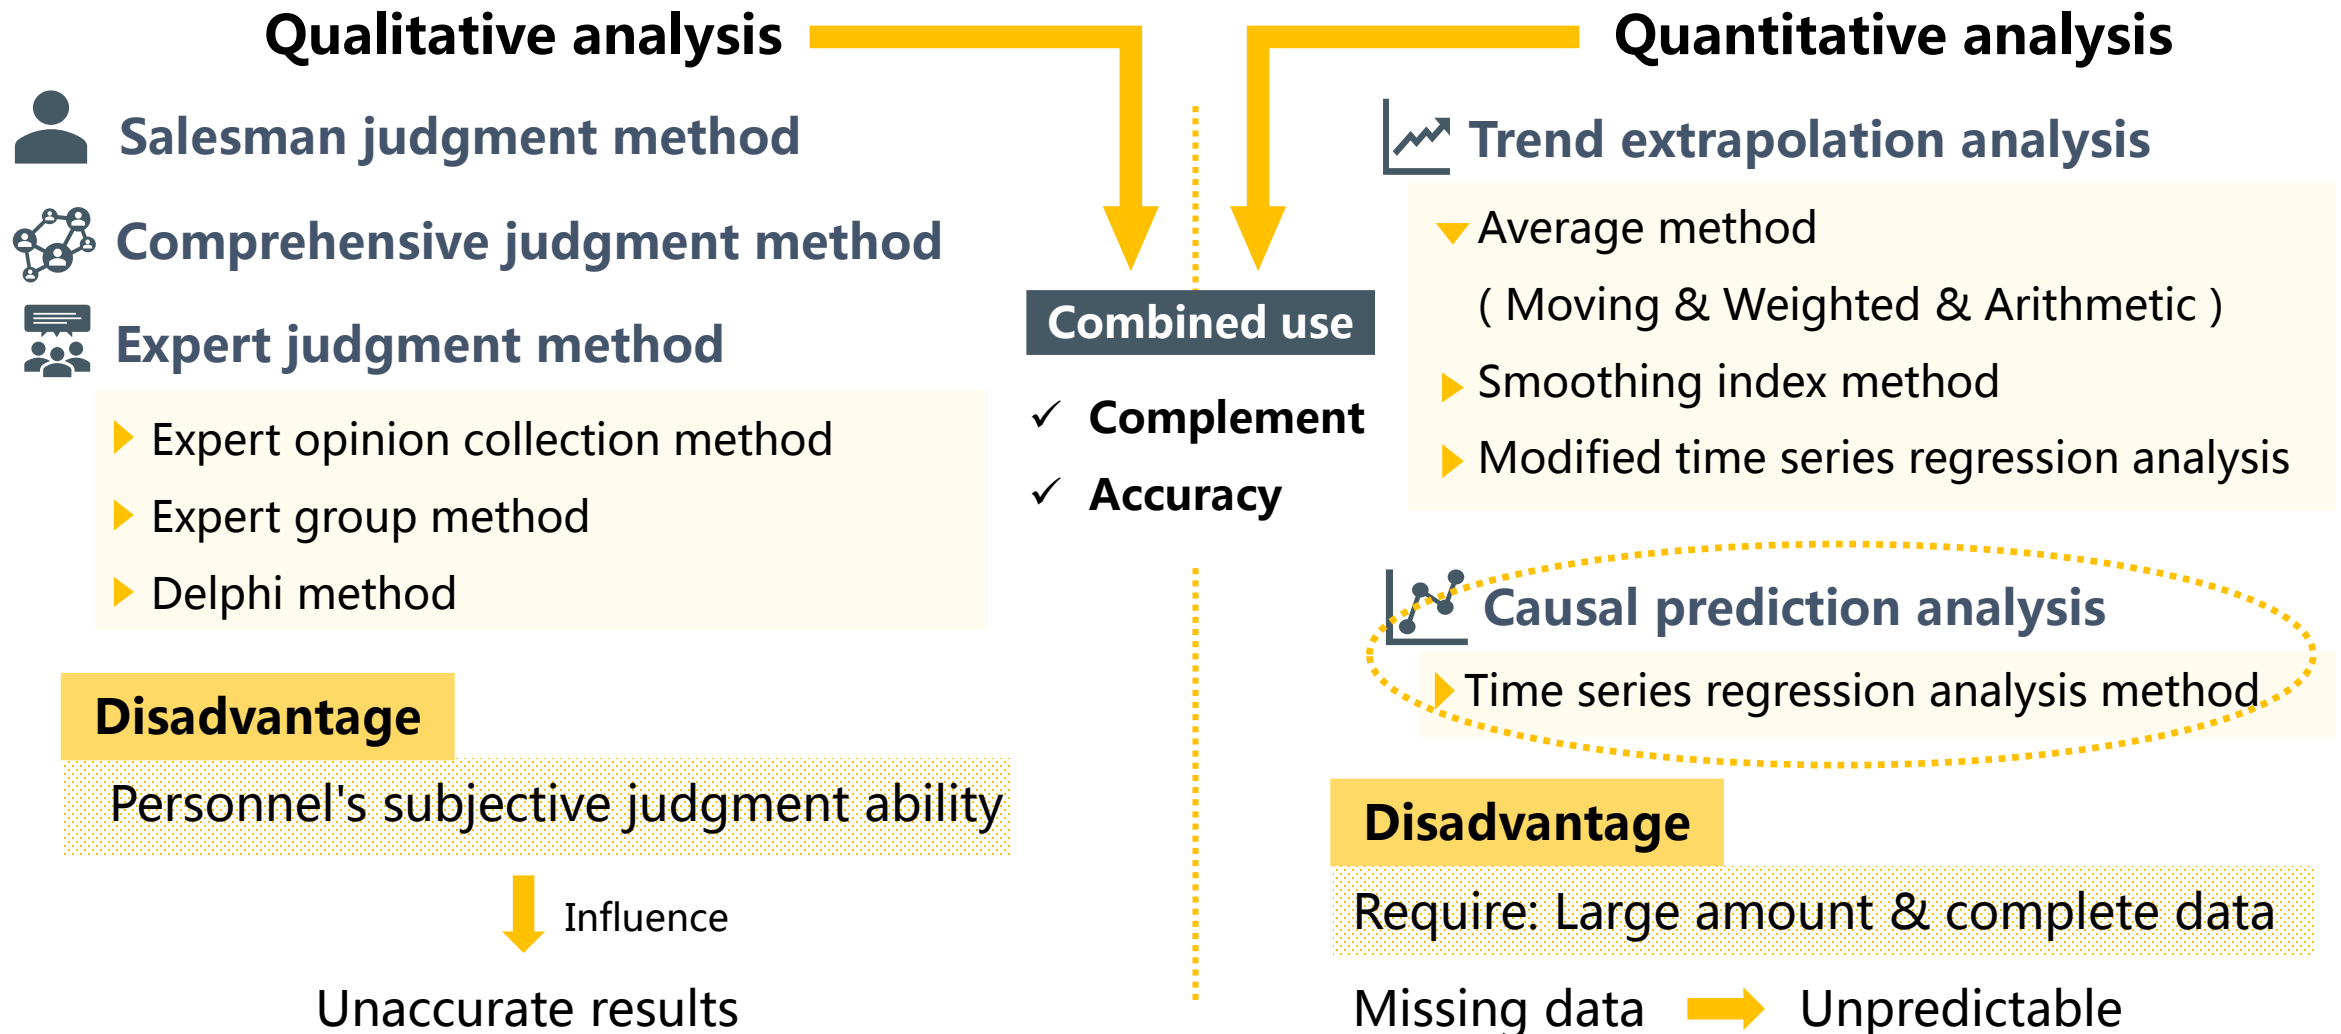 Qualitative analysis
Salesman judgment method
Comprehensive judgment method
Expert judgment method
Expert opinion collection method
Expert group method
Delphi method
Disadvantage
Personnel's subjective judgment ability
Influence
Unaccurate results
Combined use
✓ Complement
✓ Accuracy
Quantitative analysis
Trend extrapolation analysis
Average method
( Moving & Weighted & Arithmetic )
Smoothing index method
Modified time series regression analysis
Causal prediction analysis
Time series regression analysis method
Disadvantage
Require: Large amount & complete data
Missing data Unpredictable